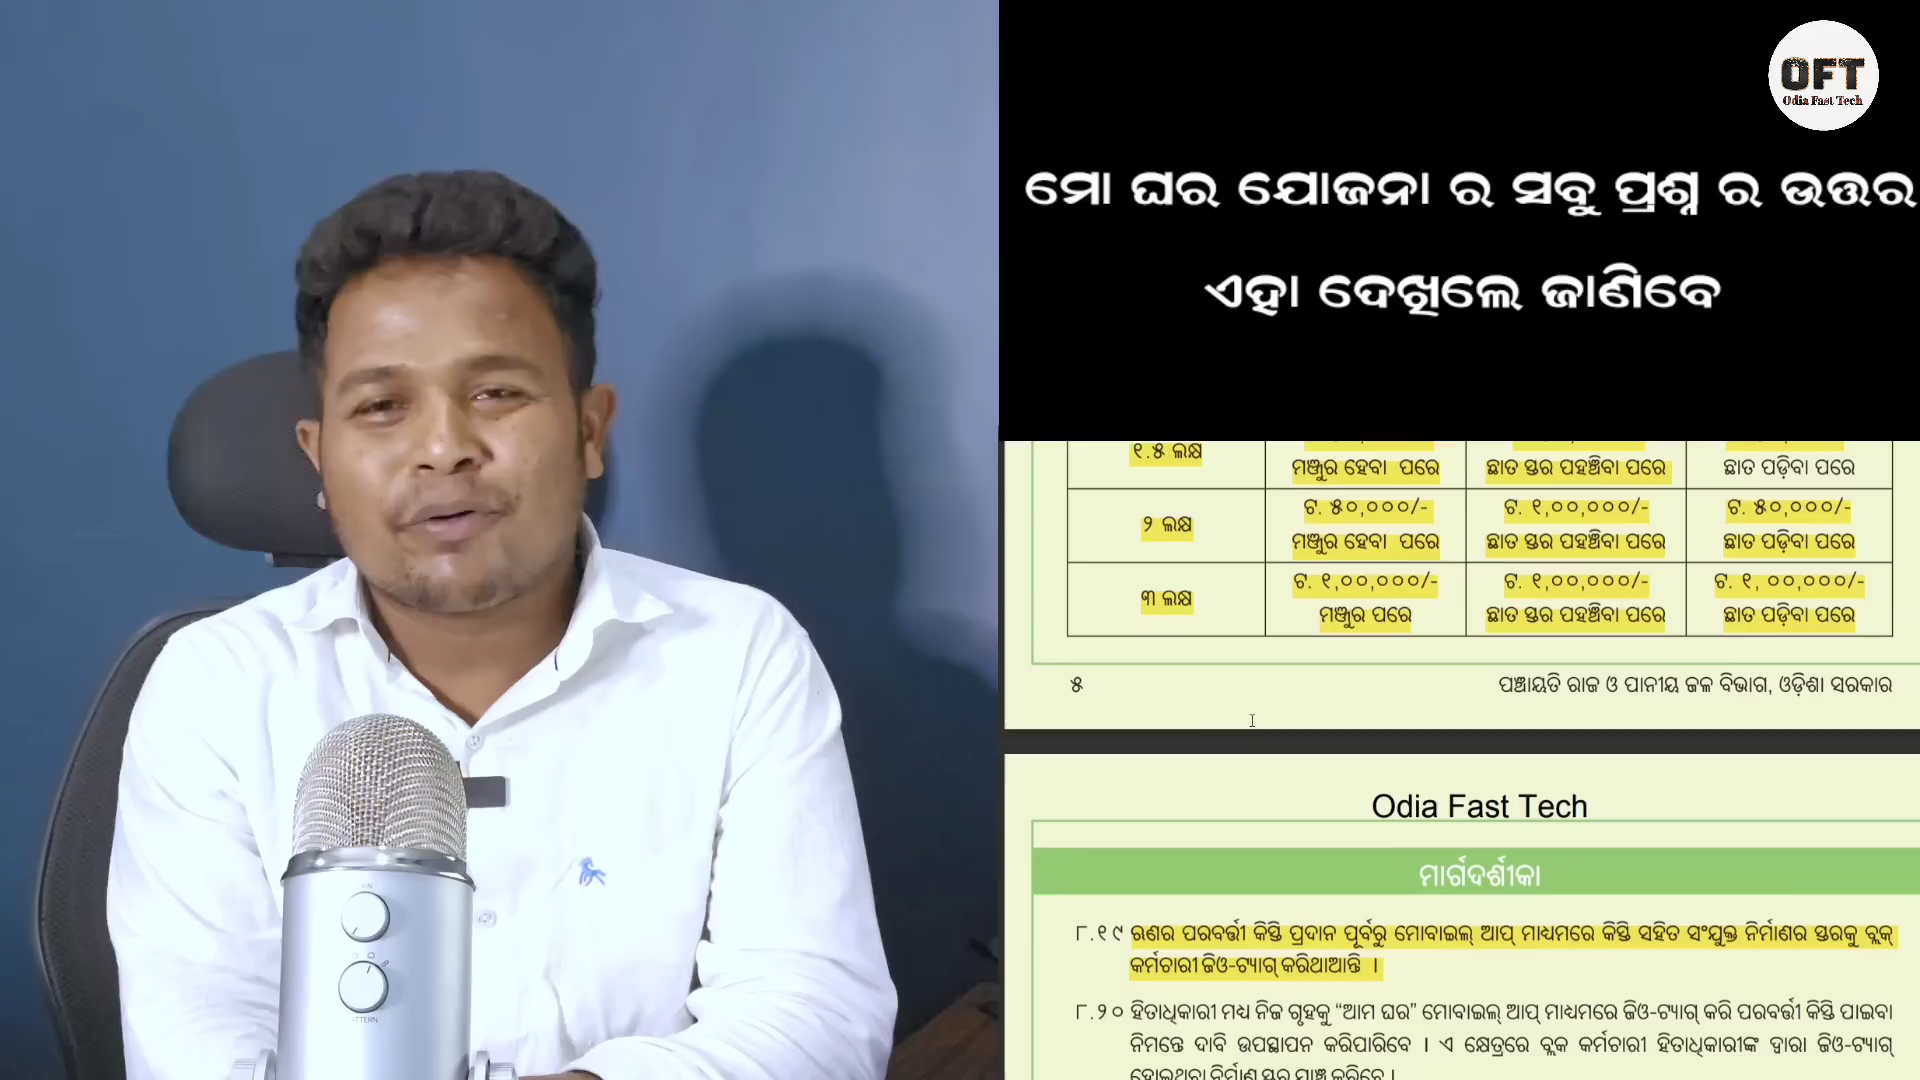 OFT
Odia Fast Tech
ମୋ ଘର ଯୋଜନା ର ସବୁ ପ୍ରଶ୍ନ ର ଉତ୍ତର
ଏହା ଦେଖିଲେ ଜାଣିବେ
୧.୫ ଲକ୍ଷ
ମଞ୍ଜୁର ହେବା ପରେ
ଛାତ ସ୍ତର ପହଞ୍ଚିବା ପରେ
ଛାତ ପଡ଼ିବା ପରେ
୨ ଲକ୍ଷ
ଟ. ୫୦,୦୦୦/-
ମଞ୍ଜୁର ହେବା ପରେ
ଟ. ୧,୦୦,୦୦୦/-
ଛାତ ସ୍ତର ପହଞ୍ଚିବା ପରେ
ଟ. ୫୦,୦୦୦/-
ଛାତ ପଡ଼ିବା ପରେ
୩ ଲକ୍ଷ
ଟ. ୧,୦୦,୦୦୦/-
ମଞ୍ଜୁର ପରେ
ଟ. ୧,୦୦,୦୦୦/-
ଛାତ ସ୍ତର ପହଞ୍ଚିବା ପରେ
ଟ. ୧, ୦୦,୦୦୦/-
ଛାତ ପଡ଼ିବା ପରେ
୫
ପଞ୍ଚାୟତି ରାଜ ଓ ପାନୀୟ ଜଳ ବିଭାଗ, ଓଡ଼ିଶା ସରକାର
Odia Fast Tech
ମାର୍ଗଦର୍ଶୀକା
୮.୧୯ ଋଣର ପରବର୍ତ୍ତୀ କିସ୍ତି ପ୍ରଦାନ ପୂର୍ବରୁ ମୋବାଇଲ୍ ଆପ୍ ମାଧ୍ୟମରେ କିସ୍ତି ସହିତ ସଂଯୁକ୍ତ ନିର୍ମାଣର ସ୍ତରକୁ ବ୍ଲକ୍
କର୍ମଚାରୀ ଜିଓ-ଟ୍ୟାଗ୍ କରିଥାଆନ୍ତି ।
୮.୨୦ ହିତାଧିକାରୀ ମଧ୍ୟ ନିଜ ଗୃହକୁ “ଆମ ଘର” ମୋବାଇଲ୍ ଆପ୍ ମାଧ୍ୟମରେ ଜିଓ-ଟ୍ୟାଗ୍ କରି ପରବର୍ତ୍ତୀ କିସ୍ତି ପାଇବା
ନିମନ୍ତେ ଦାବି ଉପସ୍ଥାପନ କରିପାରିବେ । ଏ କ୍ଷେତ୍ରରେ ବ୍ଲକ କର୍ମଚାରୀ ହିତାଧିକାରୀଙ୍କ ଦ୍ୱାରା ଜିଓ-ଟ୍ୟାଗ୍
ହୋଇଥିବା ନିର୍ମାଣ ସ୍ତର ଯାଞ୍ଚ କରିବେ ।